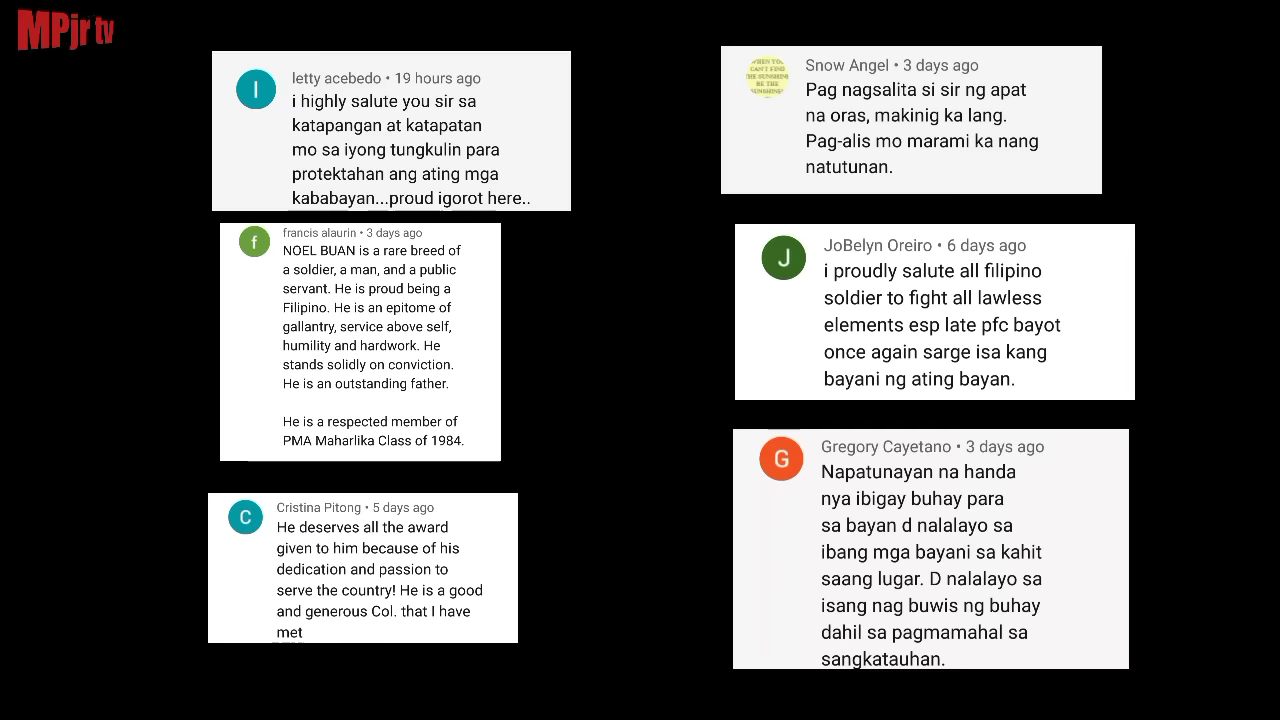 MPjr tv
I
letty acebedo • 19 hours ago
i highly salute you sir sa
katapangan at katapatan
mo sa iyong tungkulin para
protektahan ang ating mga
kababayan...proud igorot here..
f
francis alaurin • 3 days ago
NOEL BUAN is a rare breed of
a soldier, a man, and a public
servant. He is proud being a
Filipino. He is an epitome of
gallantry, service above self,
humility and hardwork. He
stands solidly on conviction.
He is an outstanding father.
He is a respected member of
PMA Maharlika Class of 1984.
C
Cristina Pitong • 5 days ago
He deserves all the award
given to him because of his
dedication and passion to
serve the country! He is a good
and generous Col. that I have
met
WHEN YOU
CAN'T FIND
THE SUNSHINE
BE THE
SUNSHINE
Snow Angel • 3 days ago
Pag nagsalita si sir ng apat
na oras, makinig ka lang.
Pag-alis mo marami ka nang
natutunan.
J
JoBelyn Oreiro • 6 days ago
i proudly salute all filipino
soldier to fight all lawless
elements esp late pfc bayot
once again sarge isa kang
bayani ng ating bayan.
G
Gregory Cayetano • 3 days ago
Napatunayan na handa
nya ibigay buhay para
sa bayan d nalalayo sa
ibang mga bayani sa kahit
saang lugar. D nalalayo sa
isang nag buwis ng buhay
dahil sa pagmamahal sa
sangkatauhan.